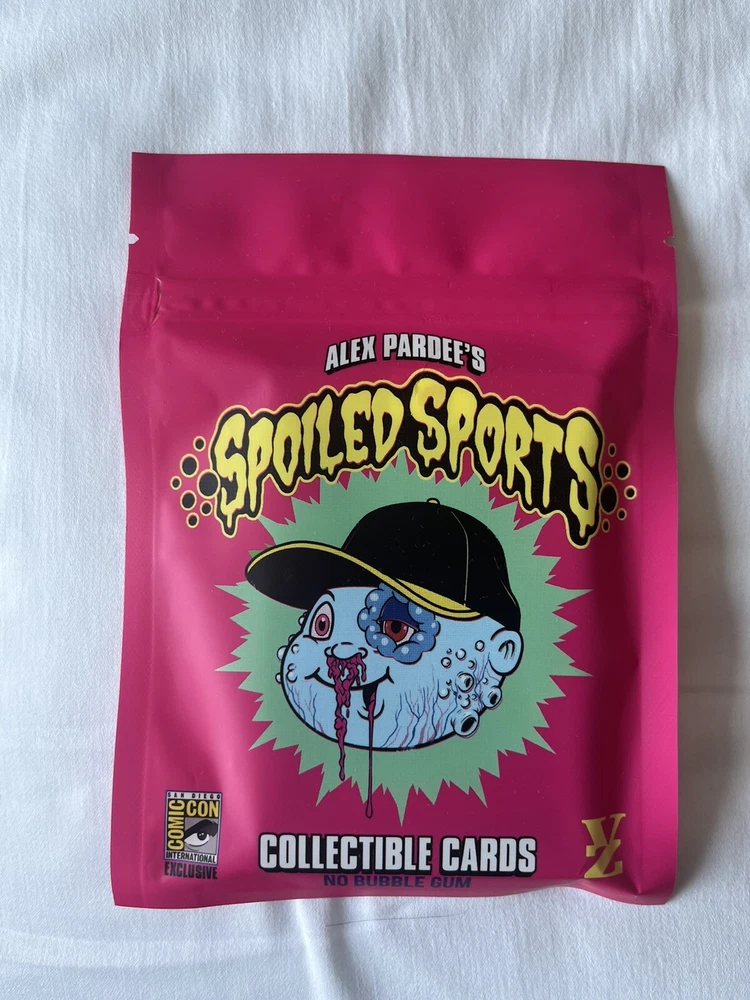 ALEX PARDEE'S
SPOILED SPORTS
SAN DIEGO
COMIC CON
INTERNATIONAL
EXCLUSIVE
COLLECTIBLE CARDS
NO BUBBLE GUM